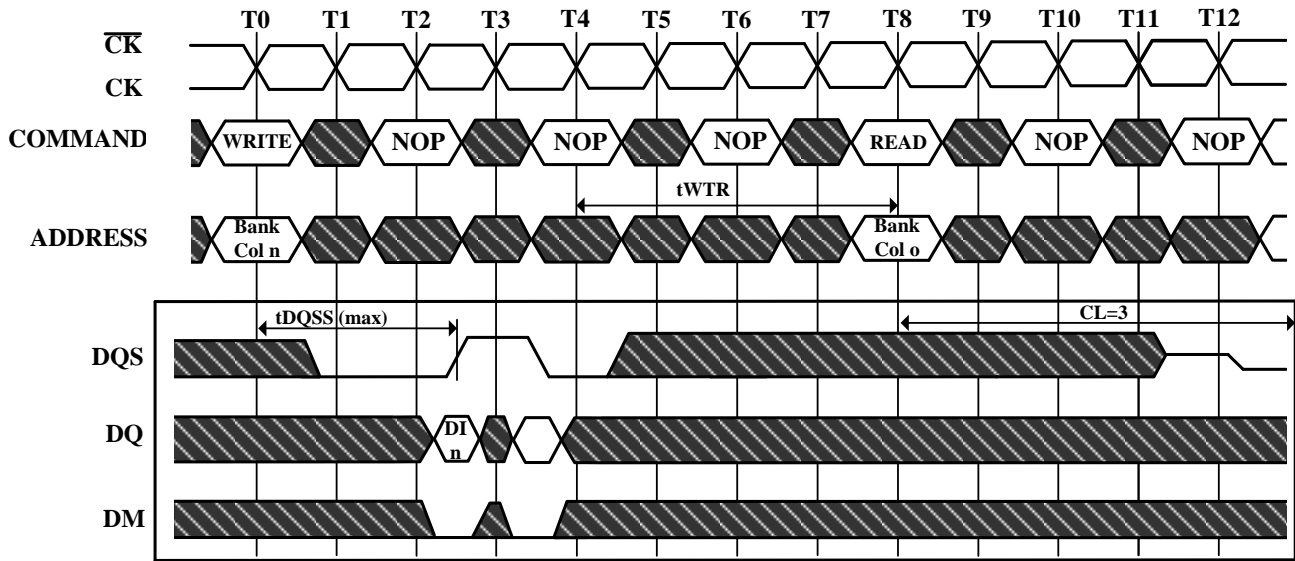 T0 T1 T2 T3 T4 T5 T6 T7 T8 T9 T10 T11 T12
CK
CK
COMMAND WRITE NOP NOP NOP READ NOP NOP
tWTR
ADDRESS Bank Col n Bank Col o
tDQSS (max) CL=3
DQS
DQ DI n
DM